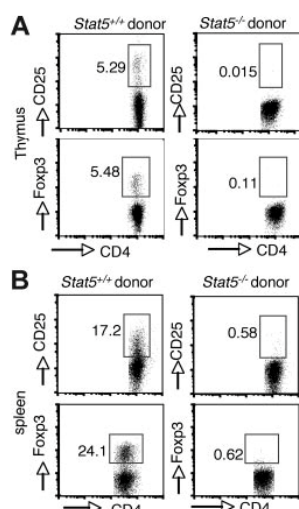 A
Stat5+/+ donor Stat5-/- donor
CD25
5.29
CD25
0.015
Thymus
Foxp3
5.48
Foxp3
0.11
CD4 CD4
B
Stat5+/+ donor Stat5-/- donor
CD25
17.2
CD25
0.58
spleen
Foxp3
24.1
Foxp3
0.62
CD4 CD4